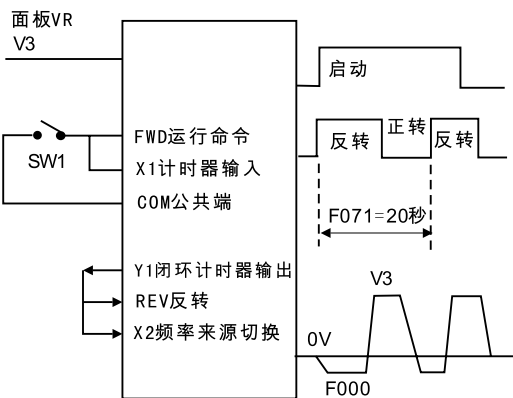 面板VR
V3
SW1
FWD运行命令
X1计时器输入
COM公共端
Y1闭环计时器输出
REV反转
X2频率来源切换
启动
反转
正转
反转
F071=20秒
V3
0V
F000